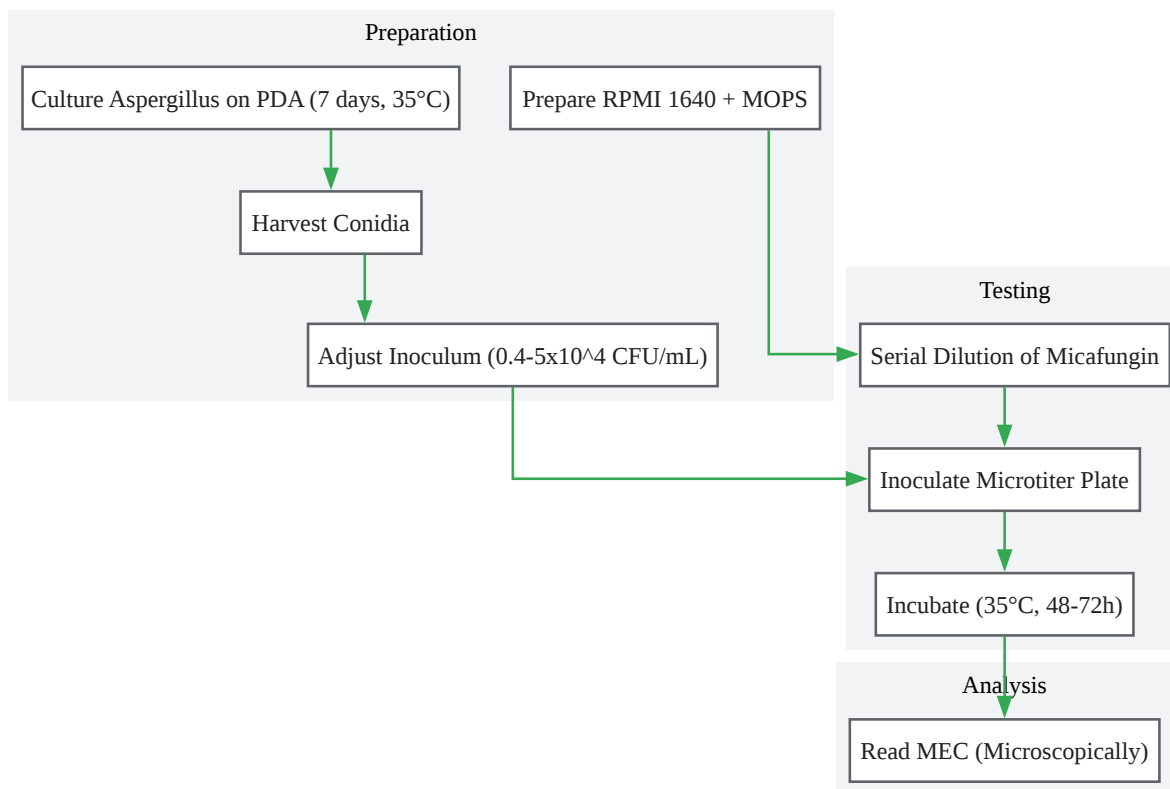 Preparation
Culture Aspergillus on PDA (7 days, 35°C)
Prepare RPMI 1640 + MOPS
Harvest Conidia
Adjust Inoculum (0.4-5x10^4 CFU/mL)
Testing
Serial Dilution of Micafungin
Inoculate Microtiter Plate
Incubate (35°C, 48-72h)
Analysis
Read MEC (Microscopically)